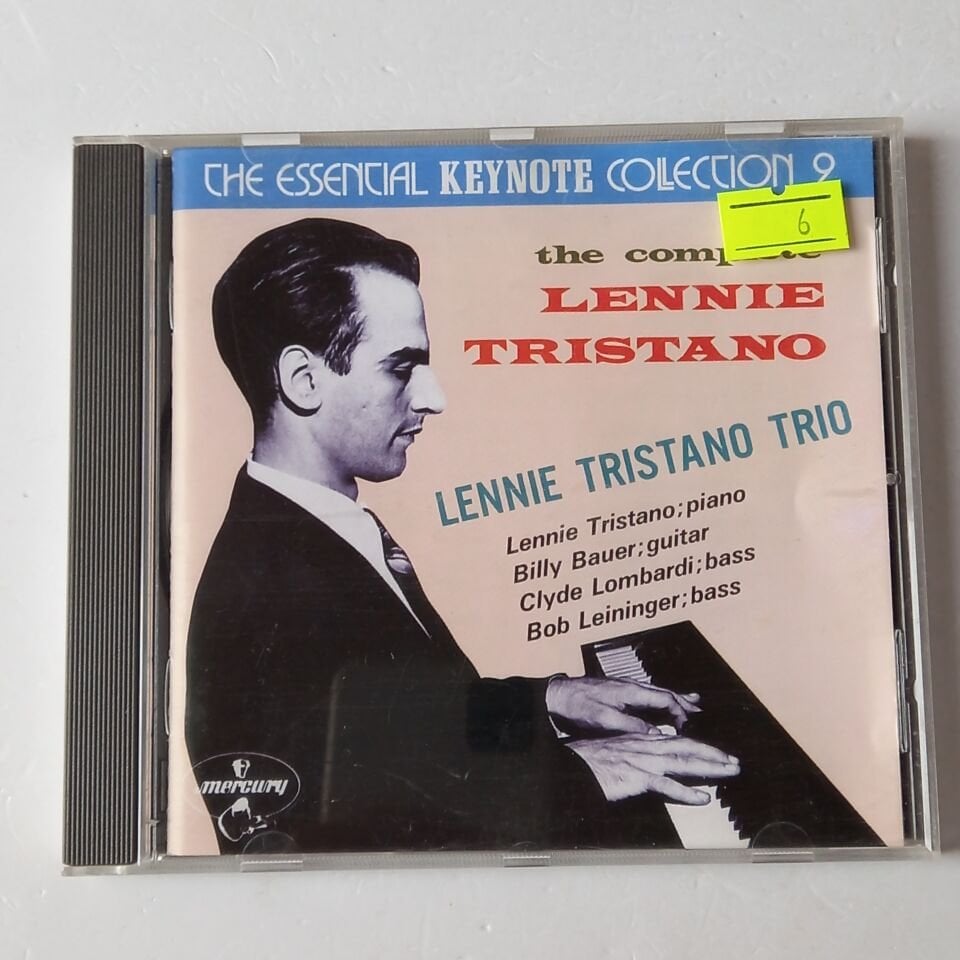 THE ESSENTIAL KEYNOTE COLLECTION 9
6
the
LENNIE
TRISTANO
LENNIE TRISTANO TRIO
Lennie Tristano; piano
Billy Bauer; guitar
Clyde Lombardi; bass
Bob Leininger; bass
mercury